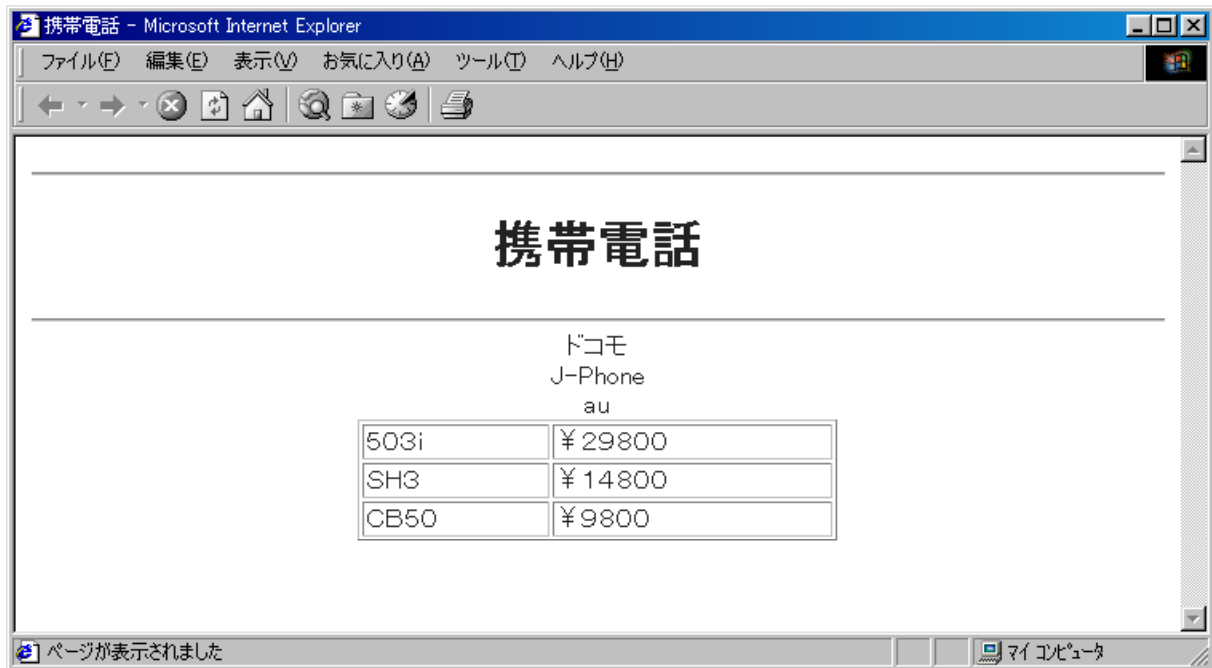 携帯電話 - Microsoft Internet Explorer
ファイル(F) 編集(E) 表示(V) お気に入り(A) ツール(T) ヘルプ(H)
携帯電話
ドコモ
J-Phone
au
503i ￥29800
SH3 ￥14800
CB50 ￥9800
ページが表示されました マイ コンピュータ